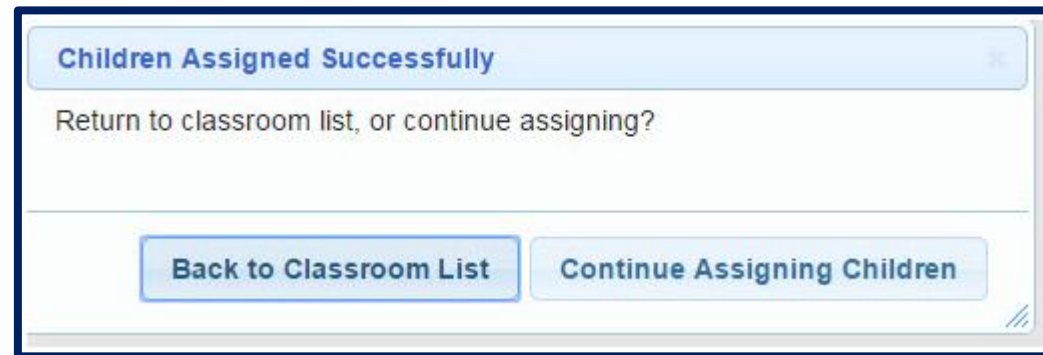 Children Assigned Successfully
Return to classroom list, or continue assigning?
Back to Classroom List
Continue Assigning Children